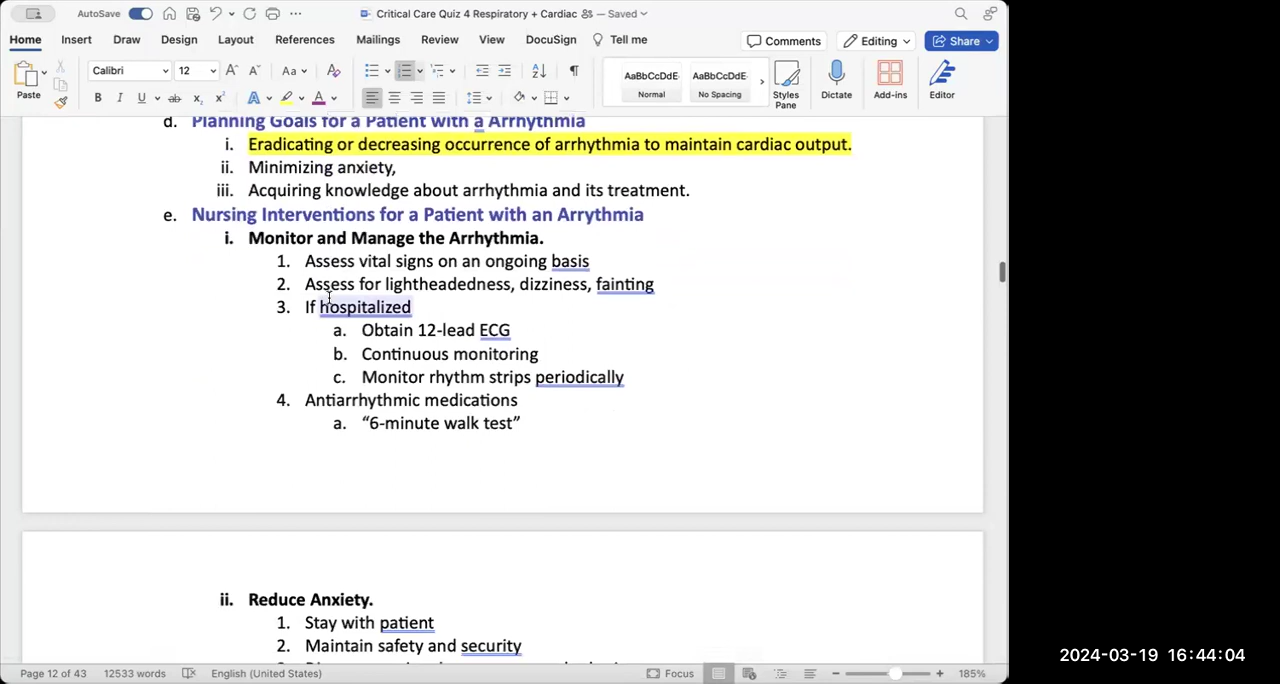 AutoSave
Critical Care Quiz 4 Respiratory + Cardiac
— Saved
Home Insert Draw Design Layout References Mailings Review View DocuSign Tell me
Comments Editing Share
Paste
Calibri 12
Aa
B I U ab x₂ x² A A
AaBbCcDdE
Normal
AaBbCcDdE
No Spacing
Styles Pane
Dictate
Add-ins
Editor
d. Planning Goals for a Patient with a Arrhythmia
i. Eradicating or decreasing occurrence of arrhythmia to maintain cardiac output.
ii. Minimizing anxiety,
iii. Acquiring knowledge about arrhythmia and its treatment.
e. Nursing Interventions for a Patient with an Arrythmia
i. Monitor and Manage the Arrhythmia.
1. Assess vital signs on an ongoing basis
2. Assess for lightheadedness, dizziness, fainting
3. If hospitalized
a. Obtain 12-lead ECG
b. Continuous monitoring
c. Monitor rhythm strips periodically
4. Antiarrhythmic medications
a. “6-minute walk test”
ii. Reduce Anxiety.
1. Stay with patient
2. Maintain safety and security
Page 12 of 43 12533 words English (United States) Focus 185%
2024-03-19 16:44:04